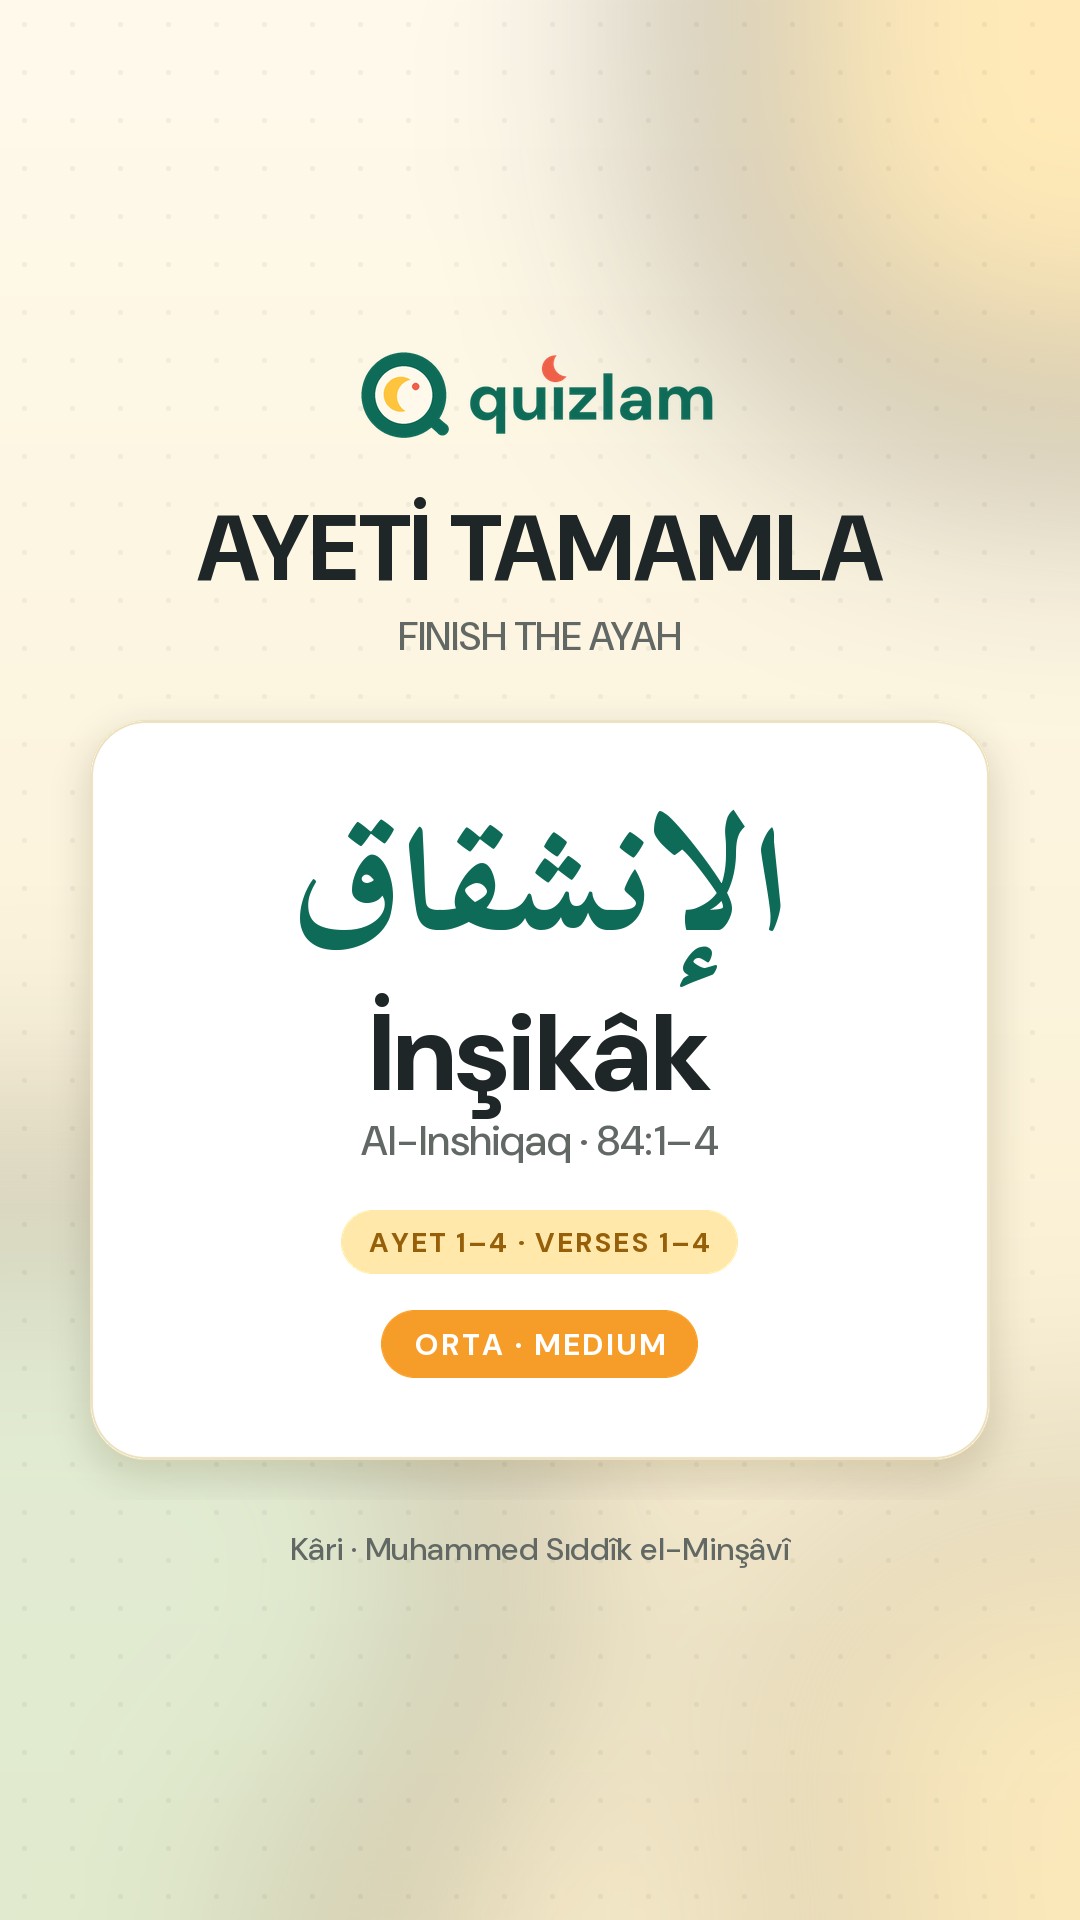 quizlam
AYETİ TAMAMLA
FINISH THE AYAH
الإنشقاق
İnşikâk
Al-Inshiqaq · 84:1–4
AYET 1–4 · VERSES 1–4
ORTA · MEDIUM
Kâri · Muhammed Sıddîk el-Minşâvî